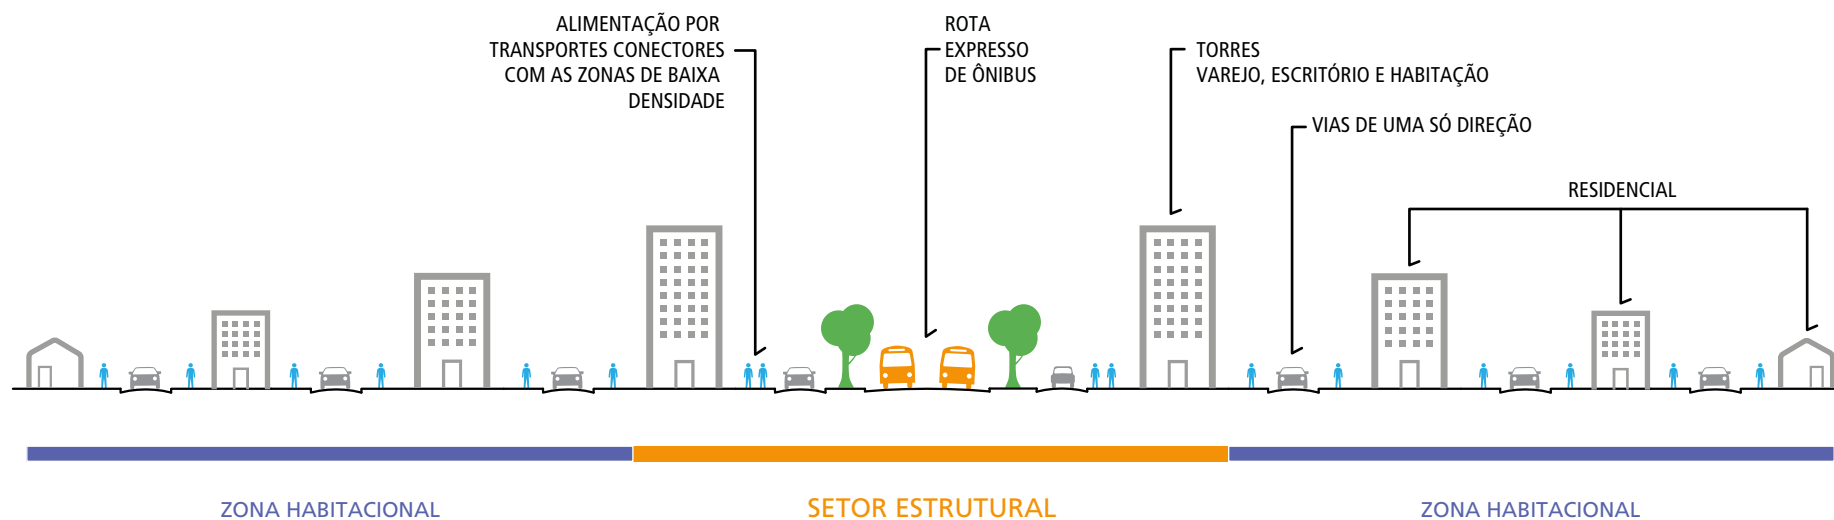 ALIMENTAÇÃO POR
TRANSPORTES CONECTORES
COM AS ZONAS DE BAIXA
DENSIDADE
ROTA
EXPRESSO
DE ÔNIBUS
TORRES
VAREJO, ESCRITÓRIO E HABITAÇÃO
VIAS DE UMA SÓ DIREÇÃO
RESIDENCIAL
ZONA HABITACIONAL
SETOR ESTRUTURAL
ZONA HABITACIONAL